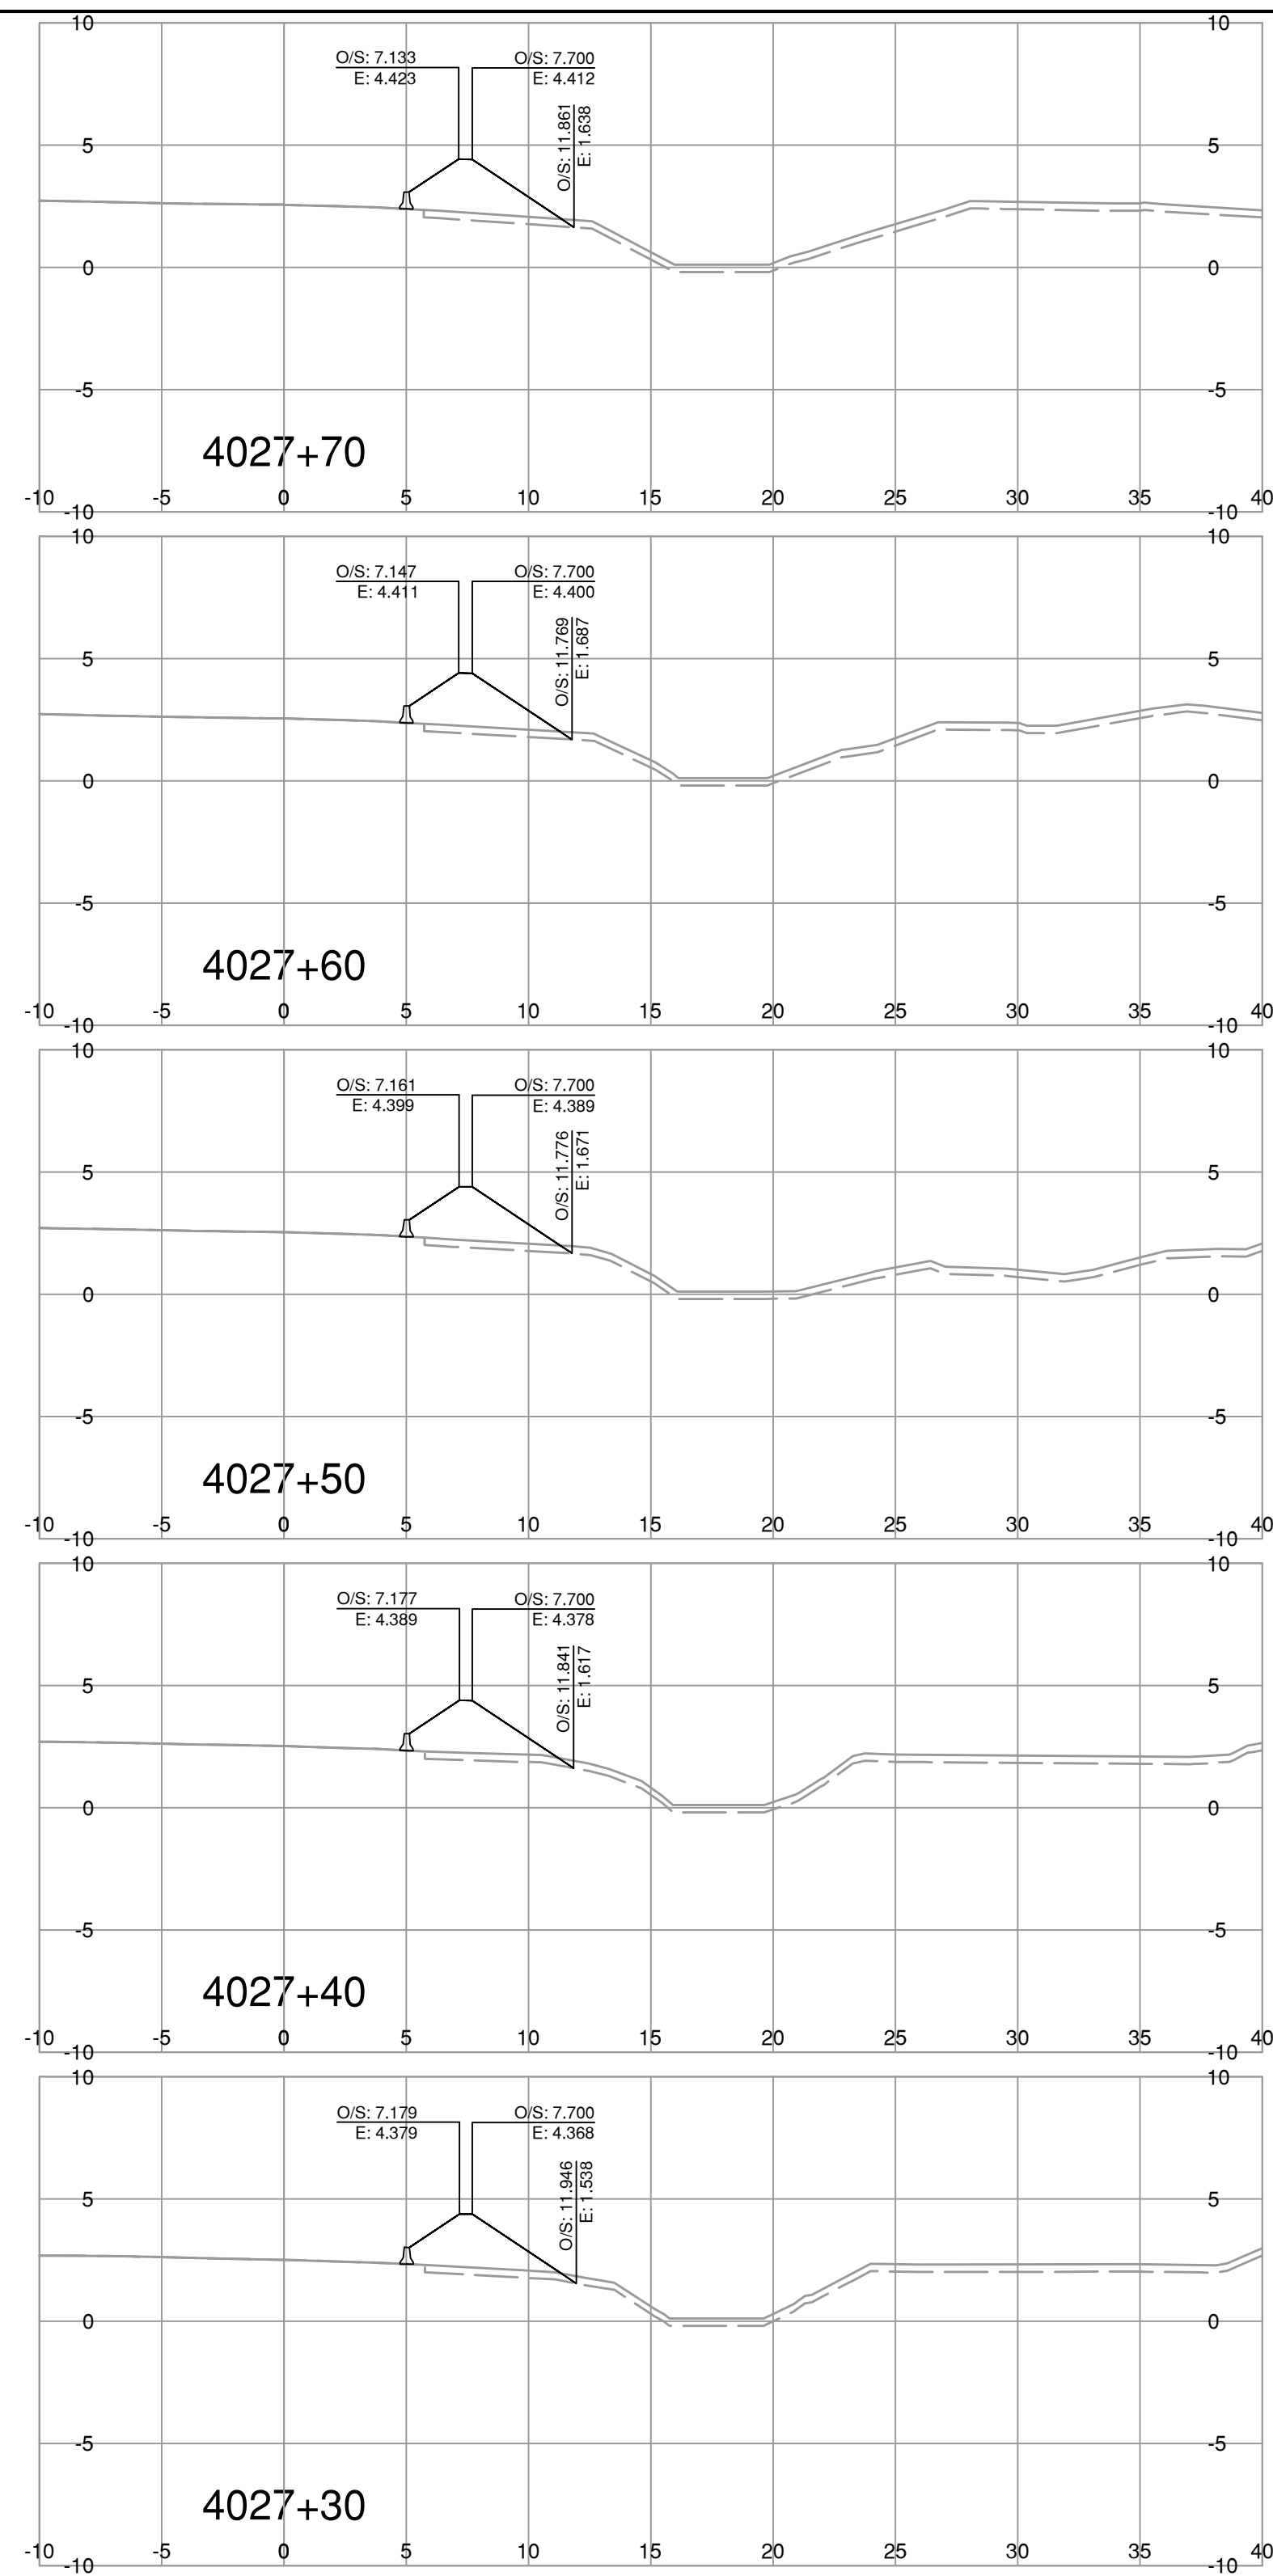 10 10
O/S: 7.133 O/S: 7.700
E: 4.423 E: 4.412
O/S: 11.861
E: 1.638
5 5
0 0
-5 -5
4027+70
-10 -5 0 5 10 15 20 25 30 35 40
-10 -10
10 10
O/S: 7.147 O/S: 7.700
E: 4.411 E: 4.400
O/S: 11.769
E: 1.687
5 5
0 0
-5 -5
4027+60
-10 -5 0 5 10 15 20 25 30 35 40
-10 -10
10 10
O/S: 7.161 O/S: 7.700
E: 4.399 E: 4.389
O/S: 11.776
E: 1.671
5 5
0 0
-5 -5
4027+50
-10 -5 0 5 10 15 20 25 30 35 40
-10 -10
10 10
O/S: 7.177 O/S: 7.700
E: 4.389 E: 4.378
O/S: 11.841
E: 1.617
5 5
0 0
-5 -5
4027+40
-10 -5 0 5 10 15 20 25 30 35 40
-10 -10
10 10
O/S: 7.179 O/S: 7.700
E: 4.379 E: 4.368
O/S: 11.946
E: 1.538
5 5
0 0
-5 -5
4027+30
-10 -5 0 5 10 15 20 25 30 35 40
-10 -10